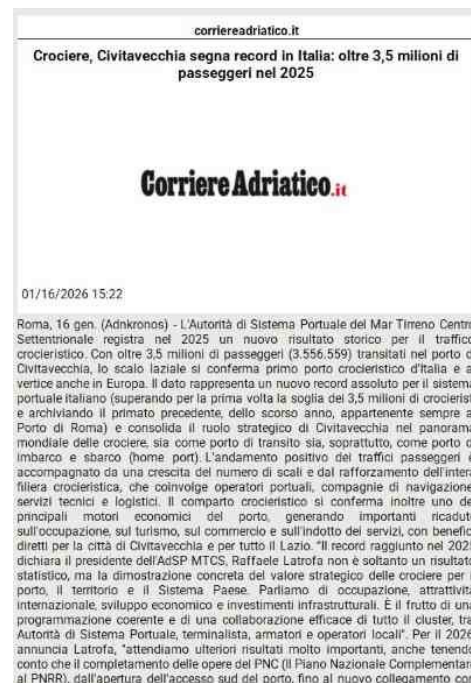 corriereadriatico.it
Crociere, Civitavecchia segna record in Italia: oltre 3,5 milioni di
passeggeri nel 2025
Corriere Adriatico.it
01/16/2026 15:22
Roma, 16 gen. (Adnkronos) - L'Autorità di Sistema Portuale del Mar Tirreno Centro
Settentrionale registra nel 2025 un nuovo risultato storico per il traffico
crocieristico. Con oltre 3,5 milioni di passeggeri (3.556.559) transitati nel porto d
Civitavecchia, lo scalo laziale si conferma primo porto crocieristico d'Italia e a
vertice anche in Europa. Il dato rappresenta un nuovo record assoluto per il sistema
portuale italiano (superando per la prima volta la soglia dei 3,5 milioni di crocierist
e archiviando il primato precedente, dello scorso anno, appartenente sempre a
Porto di Roma) e consolida il ruolo strategico di Civitavecchia nel panorama
mondiale delle crociere, sia come porto di transito sia, soprattutto, come porto d
imbarco e sbarco (home port). L'andamento positivo del traffici passeggeri è
accompagnato da una crescita del numero di scali e dal rafforzamento dell'intera
filiera crocieristica, che coinvolge operatori portuali, compagnie di navigazione
servizi tecnici e logistici. Il comparto crocieristico si conferma inoltre uno de
principali motori economici del porto, generando importanti ricadute
sull'occupazione, sul turismo, sul commercio e sull'indotto dei servizi, con benefic
diretti per la città di Civitavecchia e per tutto il Lazio. "Il record raggiunto nel 2025
dichiara il presidente dell'AdSP MTCS, Raffaele Latrofa non è soltanto un risultato
statistico, ma la dimostrazione concreta del valore strategico delle crociere per i
porto, il territorio e il Sistema Paese. Parliamo di occupazione, attrattività
internazionale, sviluppo economico e investimenti infrastrutturali. È il frutto di una
programmazione coerente e di una collaborazione efficace di tutto il cluster, tra
Autorità di Sistema Portuale, terminalista, armatori e operatori locali". Per il 2026
annuncia Latrofa, "attendiamo ulteriori risultati molto importanti, anche tenendo
conto che il completamento delle opere del PNC (il Piano Nazionale Complementare
al PNRR), dall'apertura dell'accesso sud del porto, fino al nuovo collegamento con